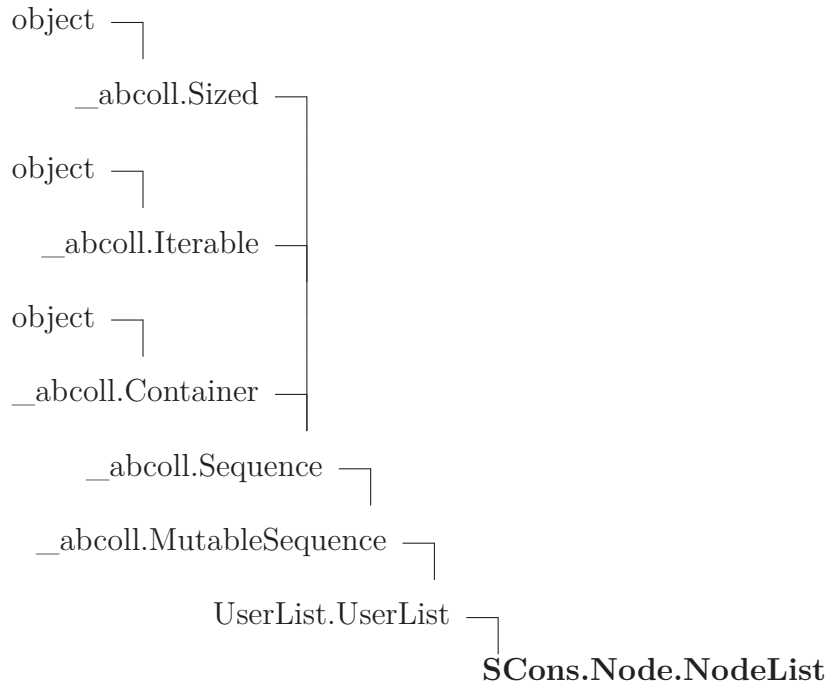 object
_abcoll.Sized
object
_abcoll.Iterable
object
_abcoll.Container
_abcoll.Sequence
_abcoll.MutableSequence
UserList.UserList
SCons.Node.NodeList